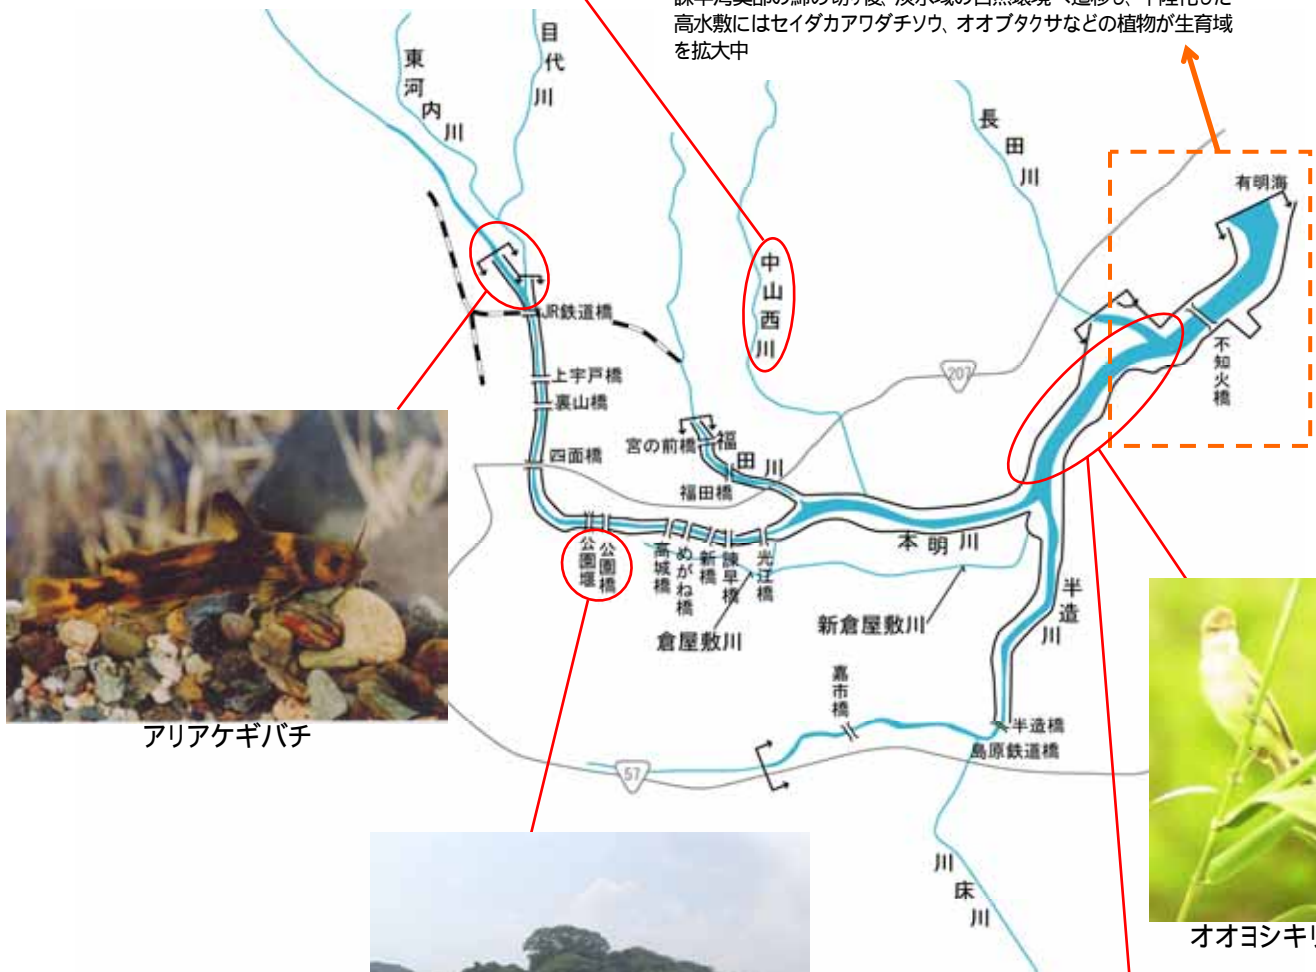 高水敷にはセイダカアワダチソウ、オオブタクサなどの植物が生育域
を拡大中
目代川
東河内川
長田川
有明海
中山西川
JR鉄道橋
不知火橋
上宇戸橋
207
裏山橋
宮の前橋
福田川
四面橋
福田橋
本明川
公園堰
公園橋
高城橋
めがね橋
新橋
諫早橋
光江橋
半造川
倉屋敷川
新倉屋敷川
嘉市橋
アリアケギバチ
半造橋
島原鉄道橋
57
川床川
オオヨシキリ